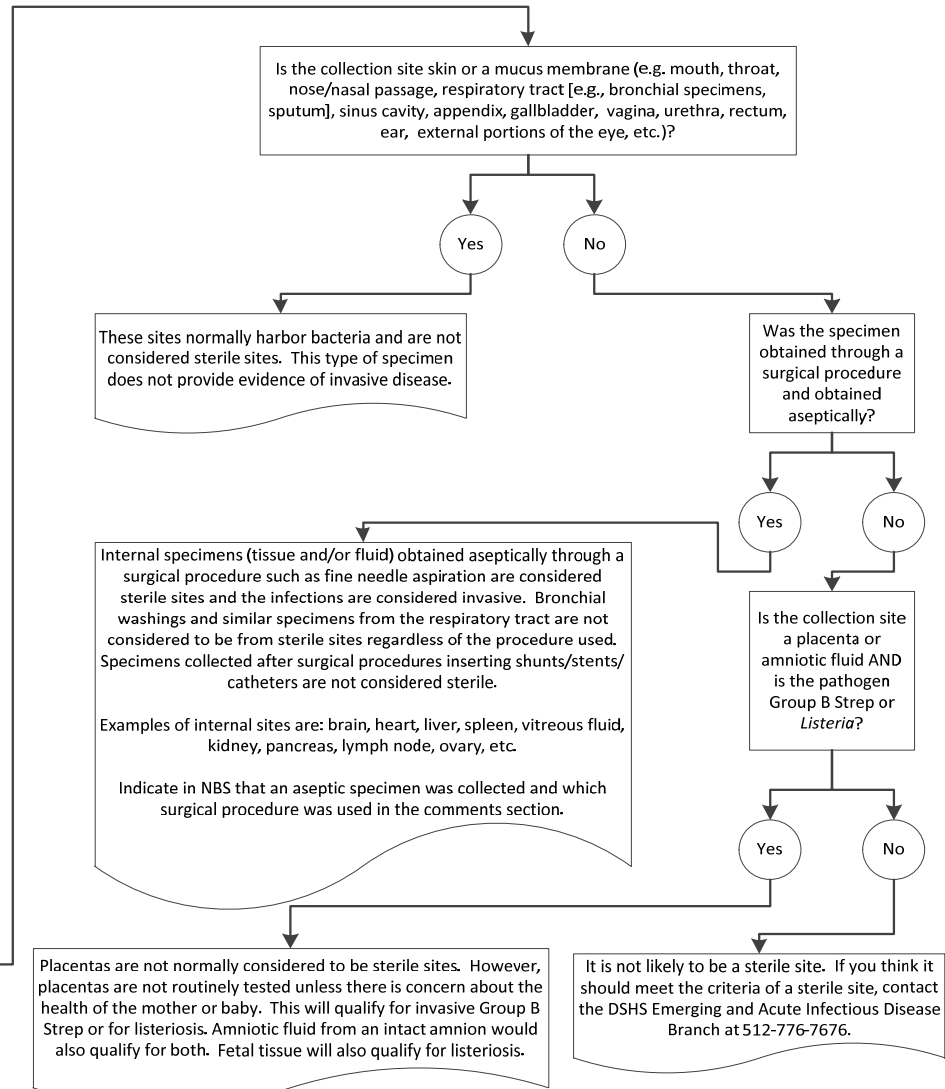 Is the collection site skin or a mucus membrane (e.g. mouth, throat,
nose/nasal passage, respiratory tract [e.g., bronchial specimens,
sputum], sinus cavity, appendix, gallbladder, vagina, urethra, rectum,
ear, external portions of the eye, etc.)?
Yes
No
These sites normally harbor bacteria and are not
considered sterile sites. This type of specimen
does not provide evidence of invasive disease.
Was the specimen
obtained through a
surgical procedure
and obtained
aseptically?
Yes
No
Internal specimens (tissue and/or fluid) obtained aseptically through a
surgical procedure such as fine needle aspiration are considered
sterile sites and the infections are considered invasive. Bronchial
washings and similar specimens from the respiratory tract are not
considered to be from sterile sites regardless of the procedure used.
Specimens collected after surgical procedures inserting shunts/stents/
catheters are not considered sterile.
Examples of internal sites are: brain, heart, liver, spleen, vitreous fluid,
kidney, pancreas, lymph node, ovary, etc.
Indicate in NBS that an aseptic specimen was collected and which
surgical procedure was used in the comments section.
Is the collection site
a placenta or
amniotic fluid AND
is the pathogen
Group B Strep or
Listeria?
Yes
No
Placentas are not normally considered to be sterile sites. However,
placentas are not routinely tested unless there is concern about the
health of the mother or baby. This will qualify for invasive Group B
Strep or for listeriosis. Amniotic fluid from an intact amnion would
also qualify for both. Fetal tissue will also qualify for listeriosis.
It is not likely to be a sterile site. If you think it
should meet the criteria of a sterile site, contact
the DSHS Emerging and Acute Infectious Disease
Branch at 512-776-7676.